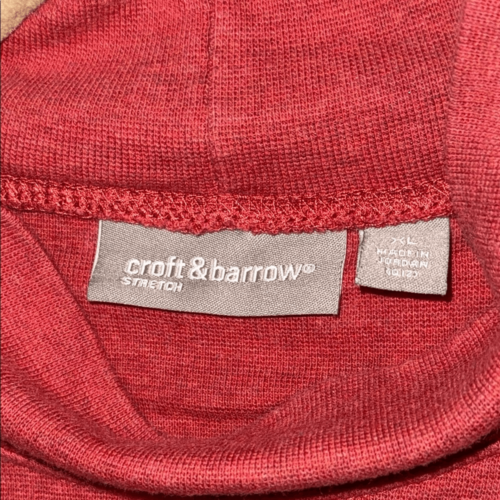 croft&barrow®
STRETCH
XL
MADE IN
JORDAN